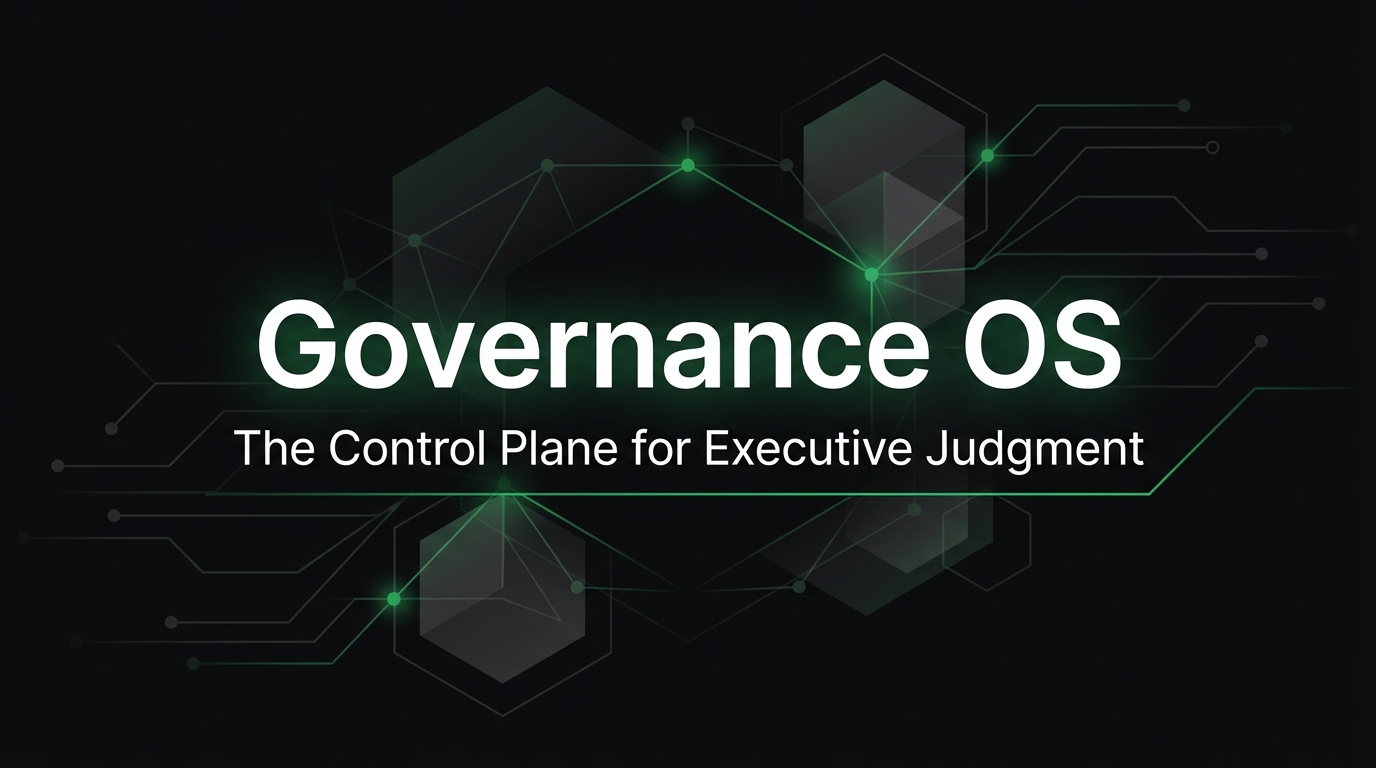 Governance OS
The Control Plane for Executive Judgment